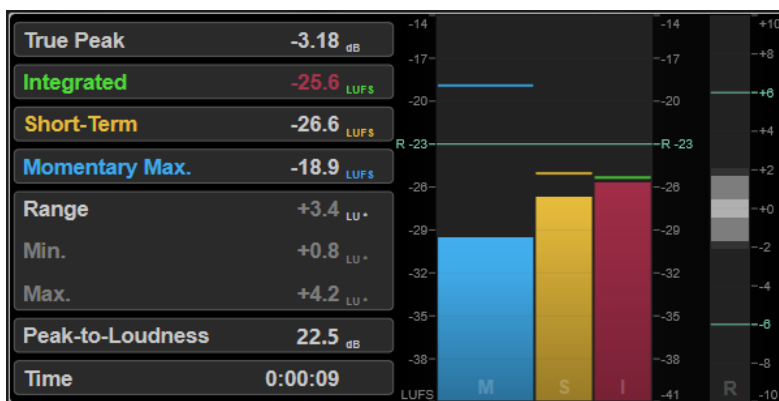 True Peak -3.18 dB
Integrated -25.6 LUFS
Short-Term -26.6 LUFS
Momentary Max. -18.9 LUFS
Range +3.4 LU*
Min. +0.8 LU*
Max. +4.2 LU*
Peak-to-Loudness 22.5 dB
Time 0:00:09
-14 -14 +10
-17 -17 +8
-20 -20 +6
+4
R -23 R -23
-26 -26 +2
+0
-29 -29 -2
-32 -32 -4
-35 -35 -6
-38 -38 -8
LUFS M S I -41 R -10